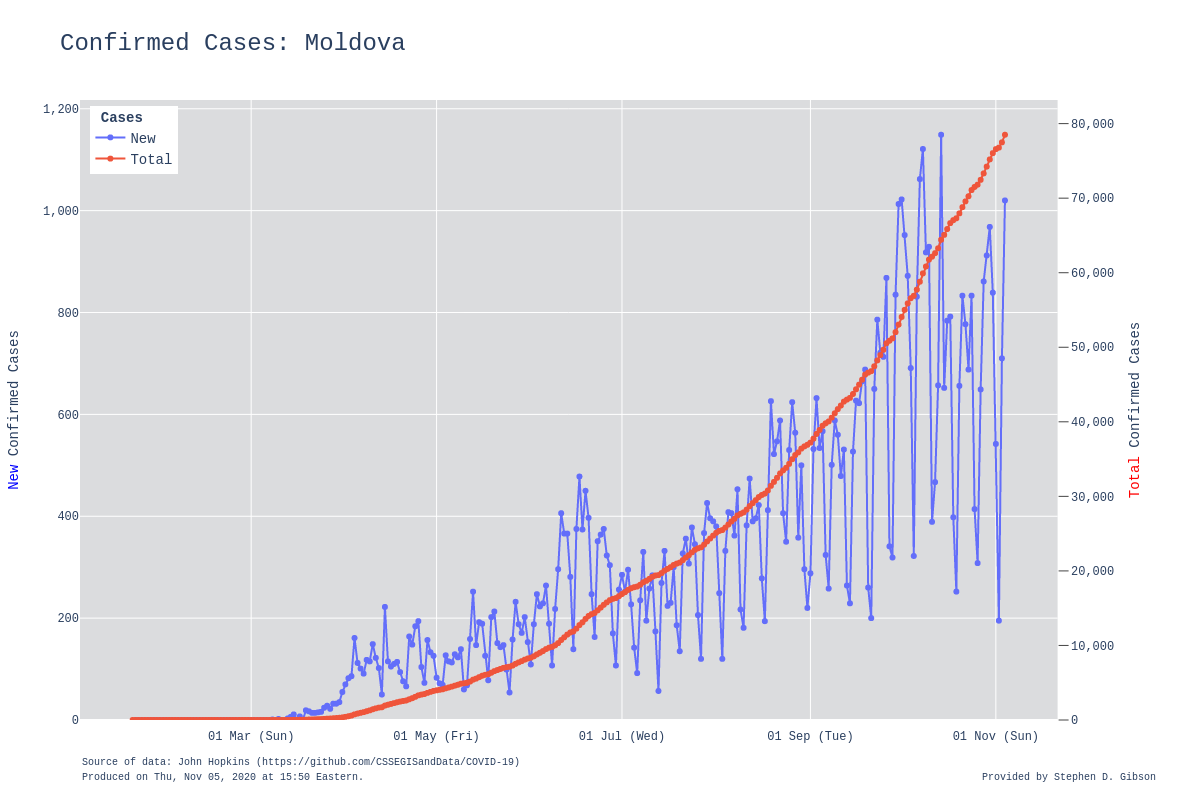 Confirmed Cases: Moldova
Cases
New
Total
1,200
1,000
800
600
400
200
0
80,000
70,000
60,000
50,000
40,000
30,000
20,000
10,000
0
New Confirmed Cases
Total Confirmed Cases
01 Mar (Sun)
01 May (Fri)
01 Jul (Wed)
01 Sep (Tue)
01 Nov (Sun)
Source of data: John Hopkins (https://github.com/CSSEGISandData/COVID-19)
Produced on Thu, Nov 05, 2020 at 15:50 Eastern.
Provided by Stephen D. Gibson